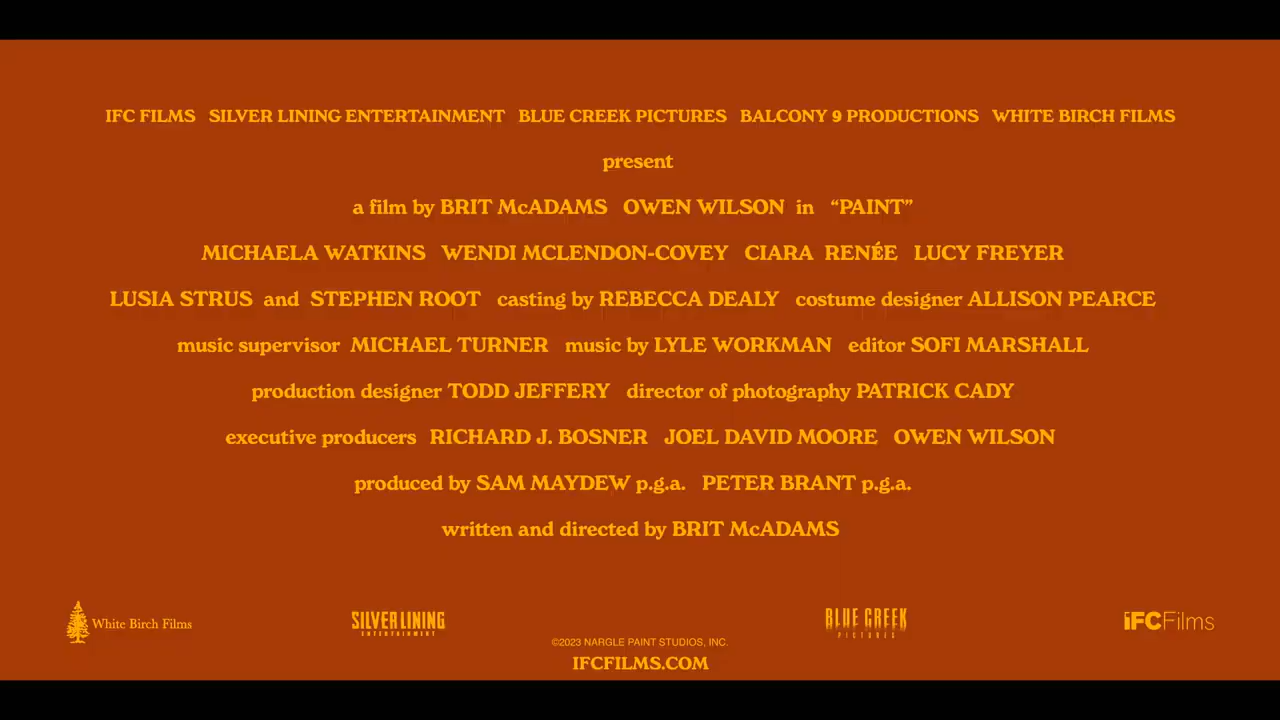 IFC FILMS SILVER LINING ENTERTAINMENT BLUE CREEK PICTURES BALCONY 9 PRODUCTIONS WHITE BIRCH FILMS
present
a film by BRIT McADAMS OWEN WILSON in “PAINT”
MICHAELA WATKINS WENDI MCLENDON-COVEY CIARA RENÉE LUCY FREYER
LUSIA STRUS and STEPHEN ROOT casting by REBECCA DEALY costume designer ALLISON PEARCE
music supervisor MICHAEL TURNER music by LYLE WORKMAN editor SOFI MARSHALL
production designer TODD JEFFERY director of photography PATRICK CADY
executive producers RICHARD J. BOSNER JOEL DAVID MOORE OWEN WILSON
produced by SAM MAYDEW p.g.a. PETER BRANT p.g.a.
written and directed by BRIT McADAMS
White Birch Films
SILVER LINING
ENTERTAINMENT
BLUE CREEK
PICTURES
IFC Films
©2023 NARGLE PAINT STUDIOS, INC.
IFCFILMS.COM